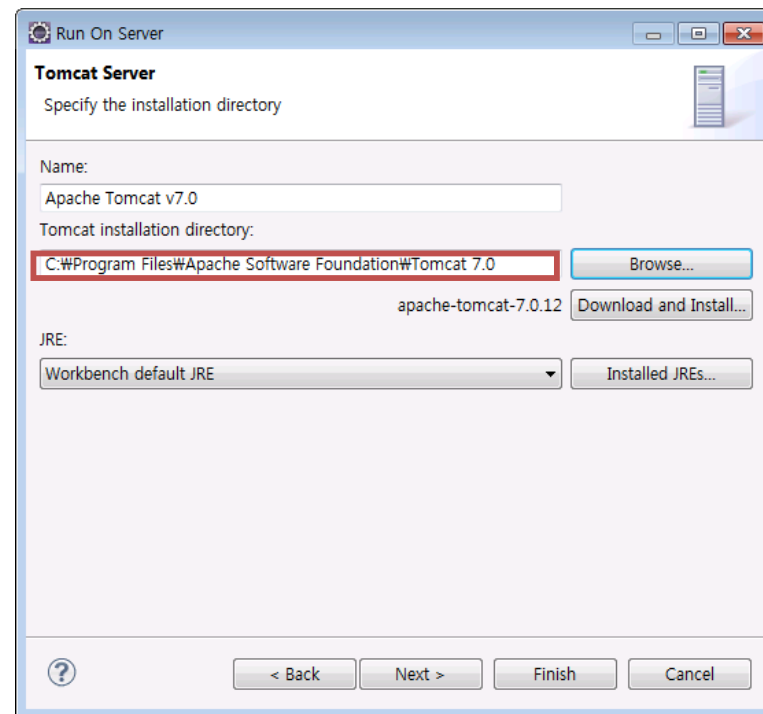 Run On Server
Tomcat Server
Specify the installation directory
Name:
Apache Tomcat v7.0
Tomcat installation directory:
C:₩Program Files₩Apache Software Foundation₩Tomcat 7.0
Browse...
apache-tomcat-7.0.12
Download and Install...
JRE:
Workbench default JRE
Installed JREs...
?
< Back
Next >
Finish
Cancel